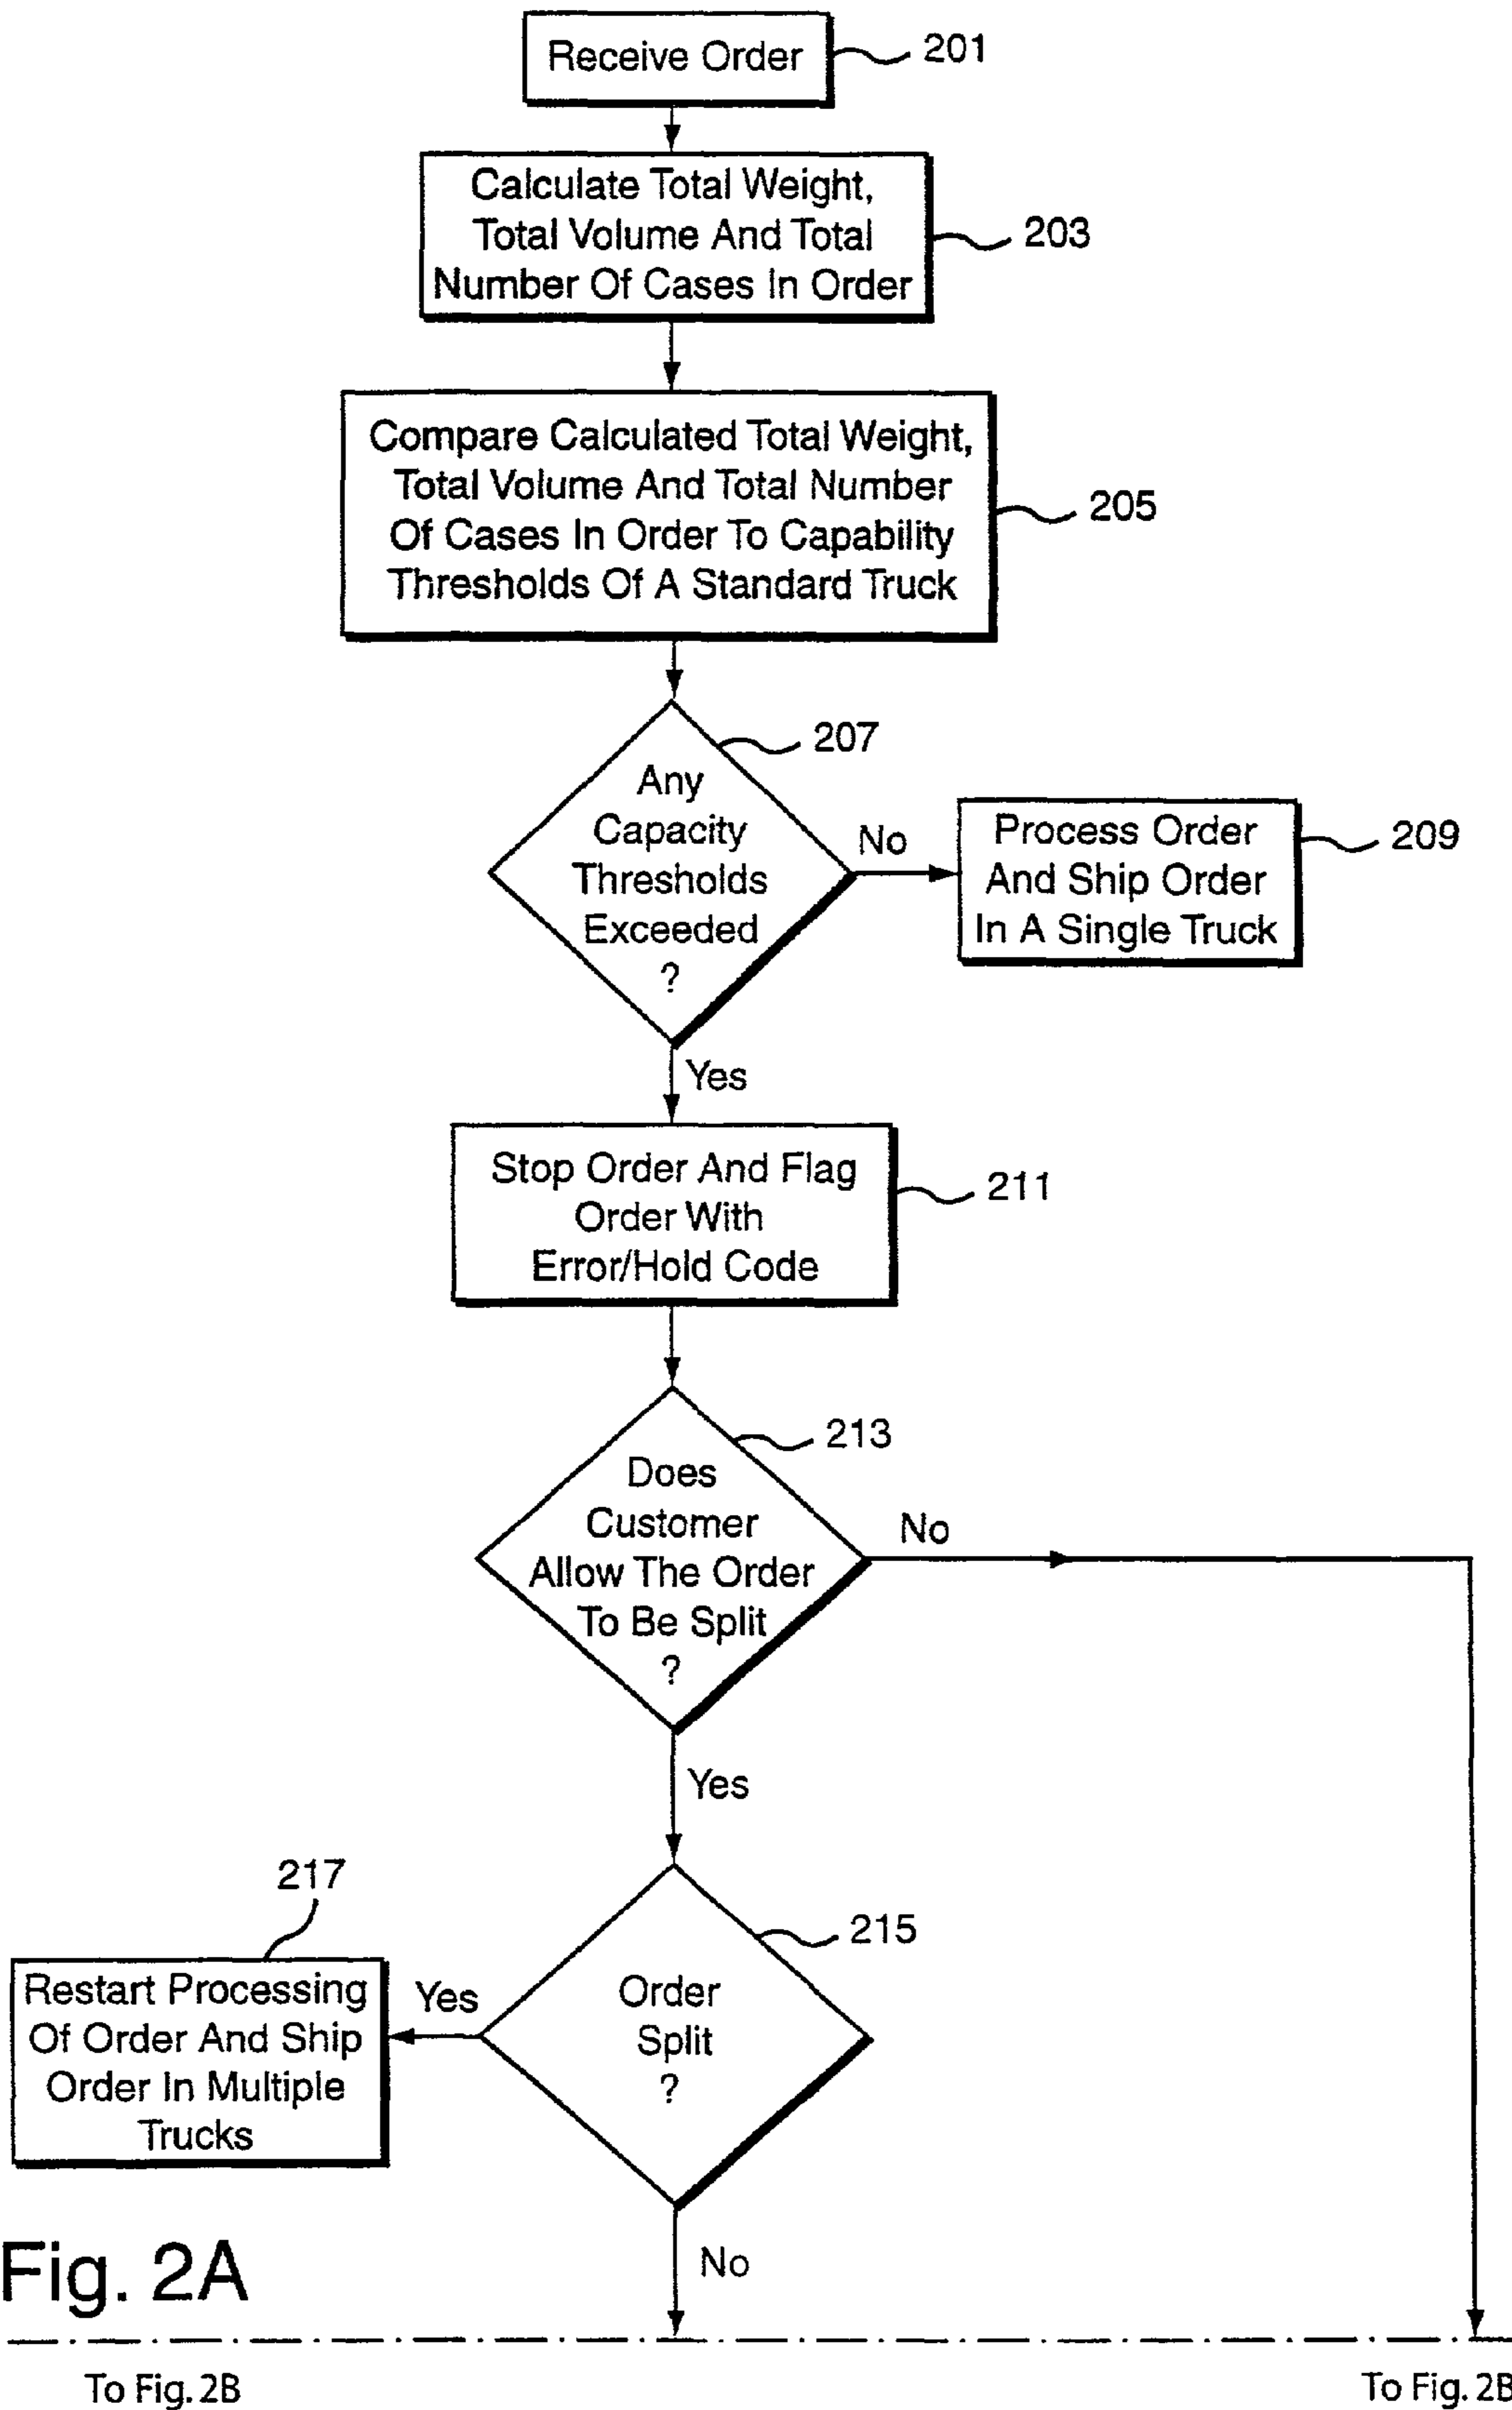 Receive Order
201
Calculate Total Weight,
Total Volume And Total
Number Of Cases In Order
203
Compare Calculated Total Weight,
Total Volume And Total Number
Of Cases In Order To Capability
Thresholds Of A Standard Truck
205
207
Any
Capacity
Thresholds
Exceeded
?
No
Process Order
And Ship Order
In A Single Truck
209
Yes
Stop Order And Flag
Order With
Error/Hold Code
211
213
Does
Customer
Allow The Order
To Be Split
?
No
Yes
215
Order
Split
?
Yes
217
Restart Processing
Of Order And Ship
Order In Multiple
Trucks
No
Fig. 2A
To Fig. 2B
To Fig. 2B